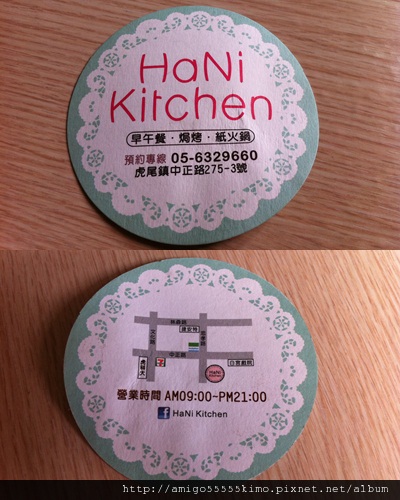 HaNi
Kitchen
早午餐・焗烤・紙火鍋
預約專線 05-6329660
虎尾鎮中正路275-3號
中正路
HaNi
營業時間 AM09:00~PM21:00
HaNi Kitchen
http://amigo55555kimo.pixnet.net/album